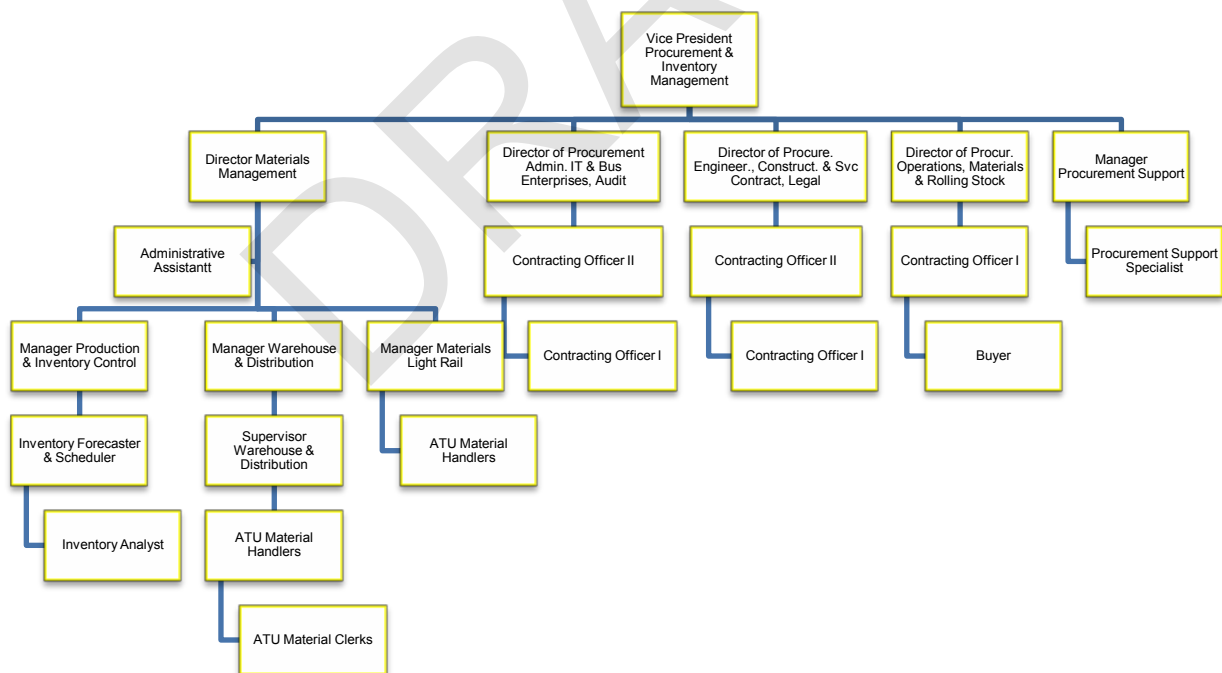 Vice President
Procurement &
Inventory
Management
Director Materials
Management
Director of Procurement
Admin. IT & Bus
Enterprises, Audit
Director of Procure.
Engineer., Construct. & Svc
Contract, Legal
Director of Procur.
Operations, Materials
& Rolling Stock
Manager
Procurement Support
Administrative
Assistantt
Contracting Officer II
Contracting Officer II
Contracting Officer I
Procurement Support
Specialist
Manager Production
& Inventory Control
Manager Warehouse
& Distribution
Manager Materials
Light Rail
Contracting Officer I
Contracting Officer I
Buyer
Inventory Forecaster
& Scheduler
Supervisor
Warehouse &
Distribution
ATU Material
Handlers
Inventory Analyst
ATU Material
Handlers
ATU Material Clerks
DRA